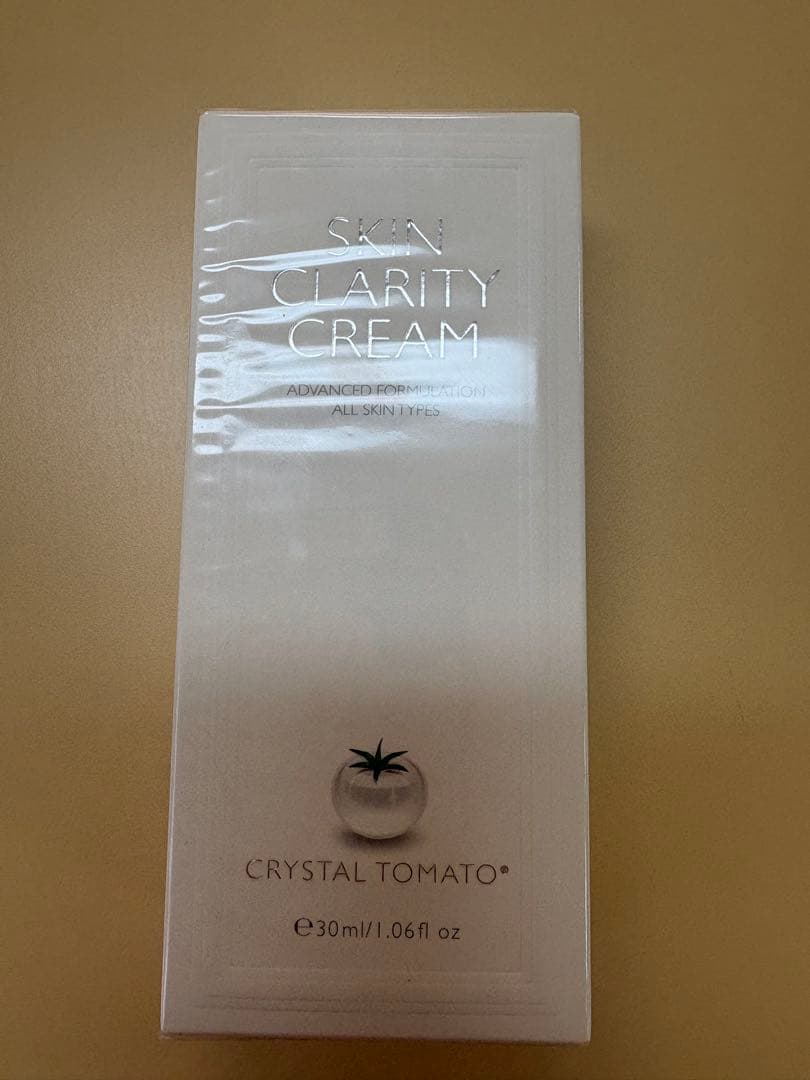 SKIN
CLARITY
CREAM
ADVANCED FORMULATION
ALL SKIN TYPES
CRYSTAL TOMATO®
℮30ml/1.06fl oz